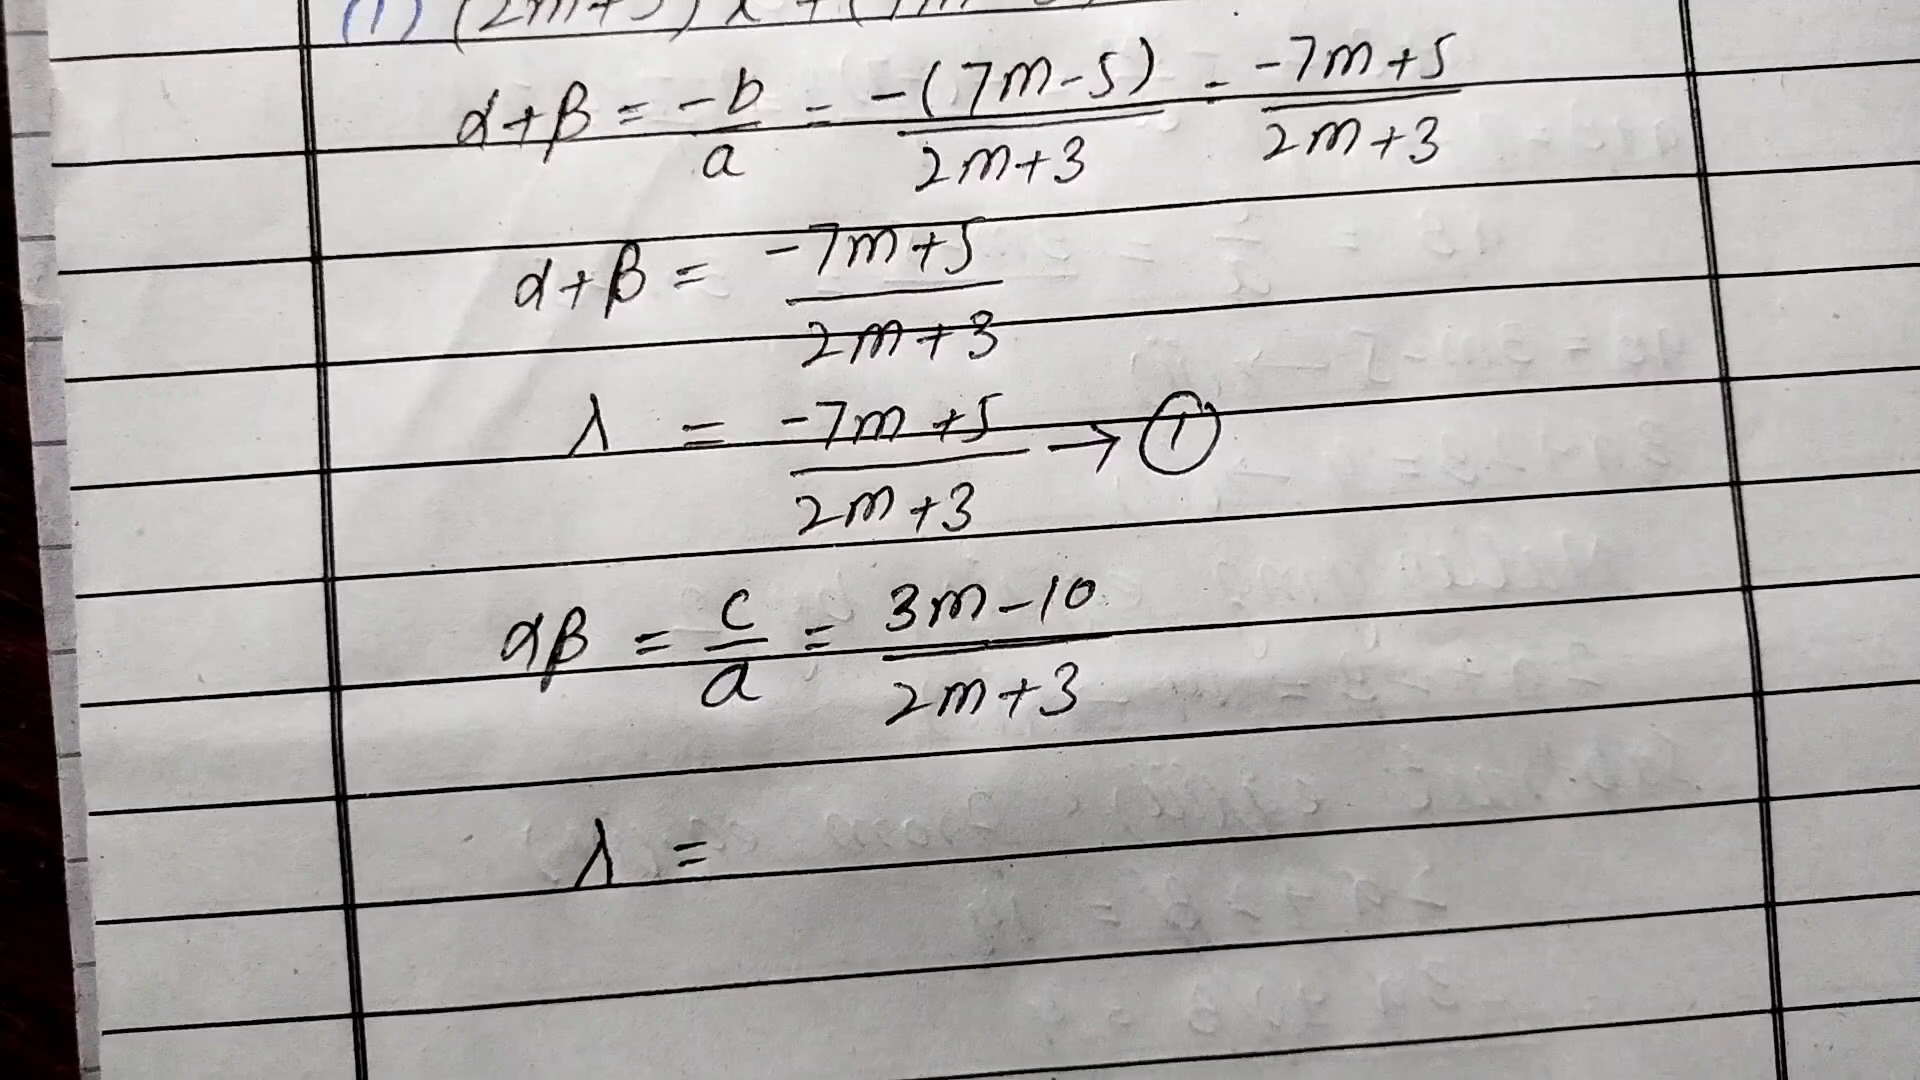 α+β = -b/a = -(7m-5)/2m+3 = -7m+5/2m+3
α+β = -7m+5/2m+3
λ = -7m+5/2m+3 → ①
αβ = c/a = 3m-10/2m+3
λ =